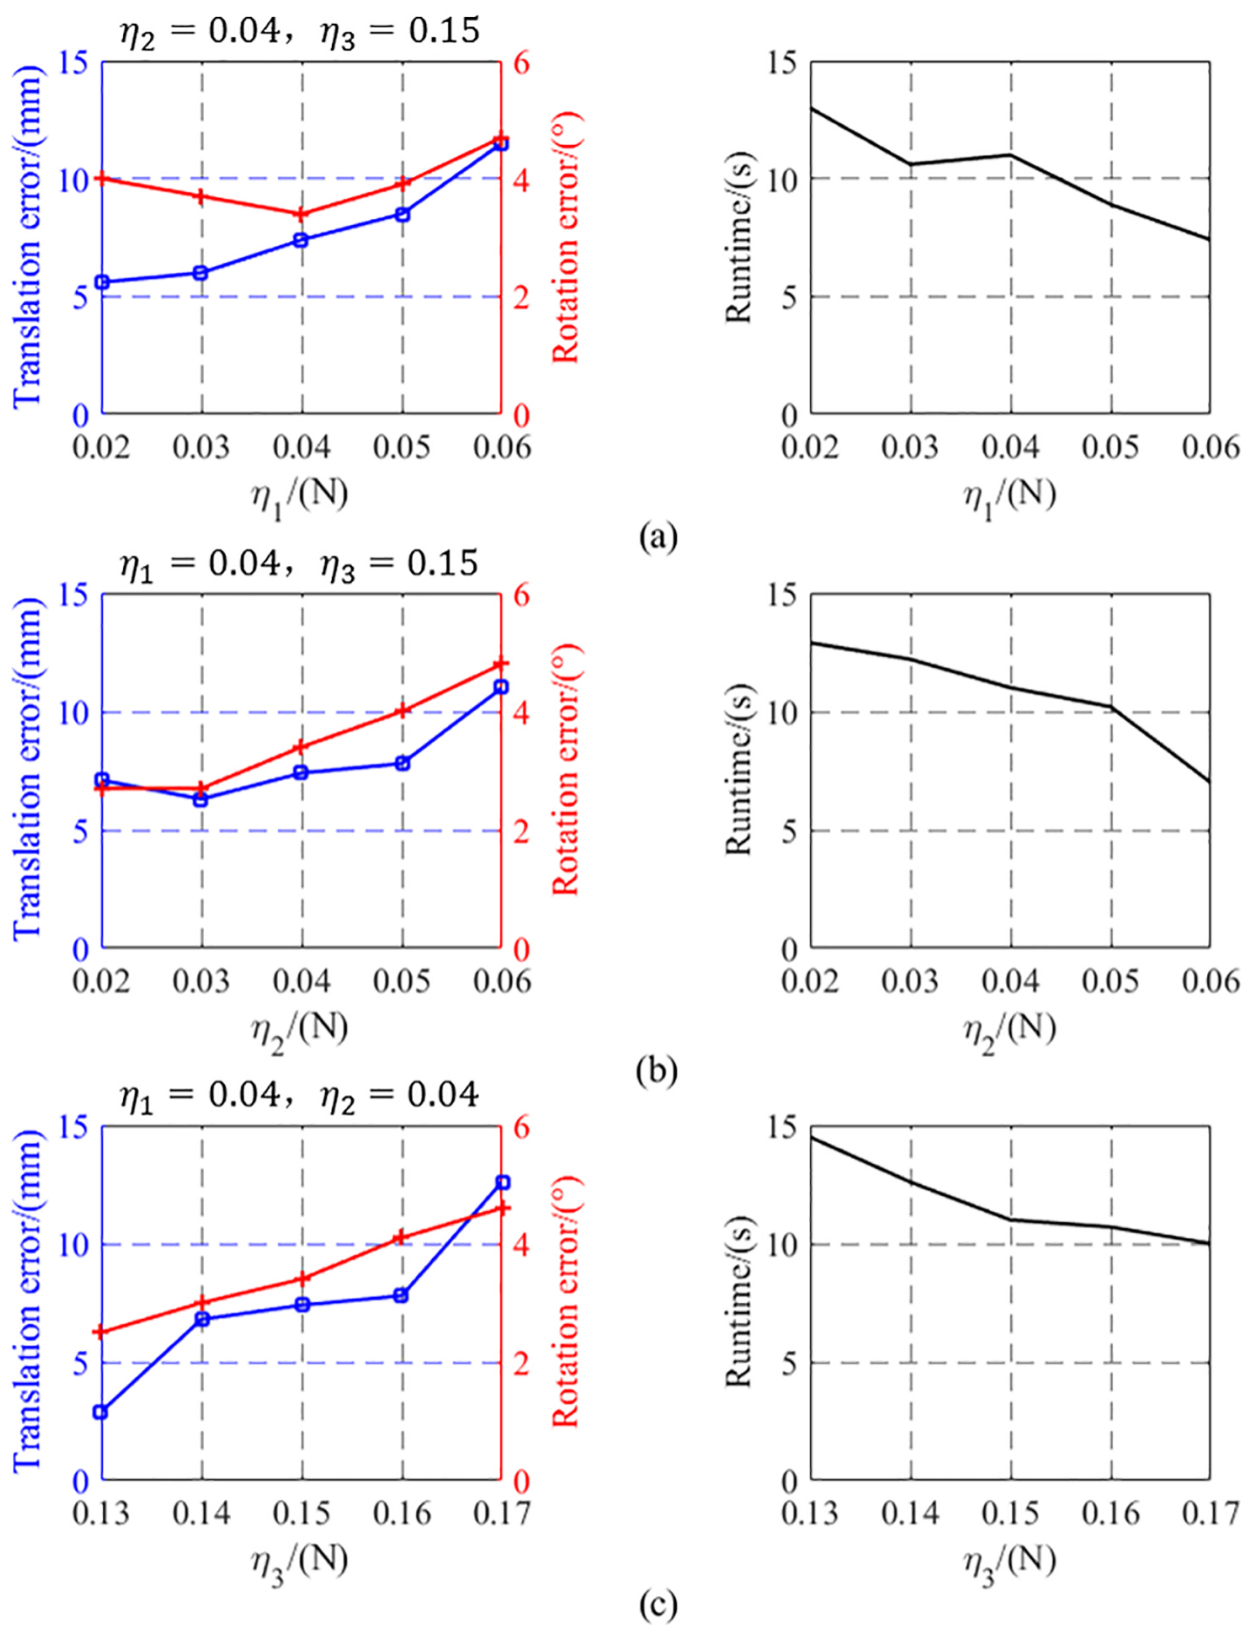 η2 = 0.04, η3 = 0.15
Translation error/(mm)
15
10
5
0
6
4
2
0
Rotation error/(°)
0.02 0.03 0.04 0.05 0.06
η1/(N)
Runtime/(s)
15
10
5
0
0.02 0.03 0.04 0.05 0.06
η1/(N)
(a)
η1 = 0.04, η3 = 0.15
Translation error/(mm)
15
10
5
0
6
4
2
0
Rotation error/(°)
0.02 0.03 0.04 0.05 0.06
η2/(N)
Runtime/(s)
15
10
5
0
0.02 0.03 0.04 0.05 0.06
η2/(N)
(b)
η1 = 0.04, η2 = 0.04
Translation error/(mm)
15
10
5
0
6
4
2
0
Rotation error/(°)
0.13 0.14 0.15 0.16 0.17
η3/(N)
Runtime/(s)
15
10
5
0
0.13 0.14 0.15 0.16 0.17
η3/(N)
(c)